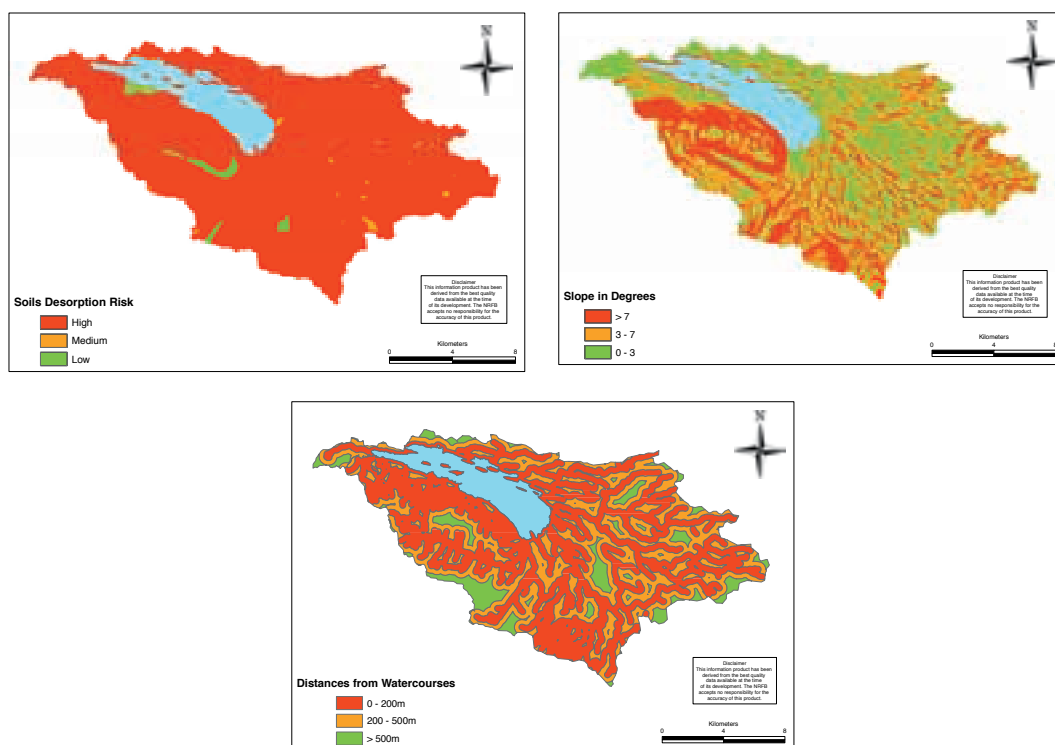 N
Soils Desorption Risk
High
Medium
Low
Disclaimer
This information product has been
derived from the best quality
data available at the time
of its development. The NRFB
accepts no responsibility for the
accuracy of this product.
Kilometers
0 4 8
N
Slope in Degrees
> 7
3 - 7
0 - 3
Disclaimer
This information product has been
derived from the best quality
data available at the time
of its development. The NRFB
accepts no responsibility for the
accuracy of this product.
Kilometers
0 4 8
N
Distances from Watercourses
0 - 200m
200 - 500m
> 500m
Disclaimer
This information product has been
derived from the best quality
data available at the time
of its development. The NRFB
accepts no responsibility for the
accuracy of this product.
Kilometers
0 4 8